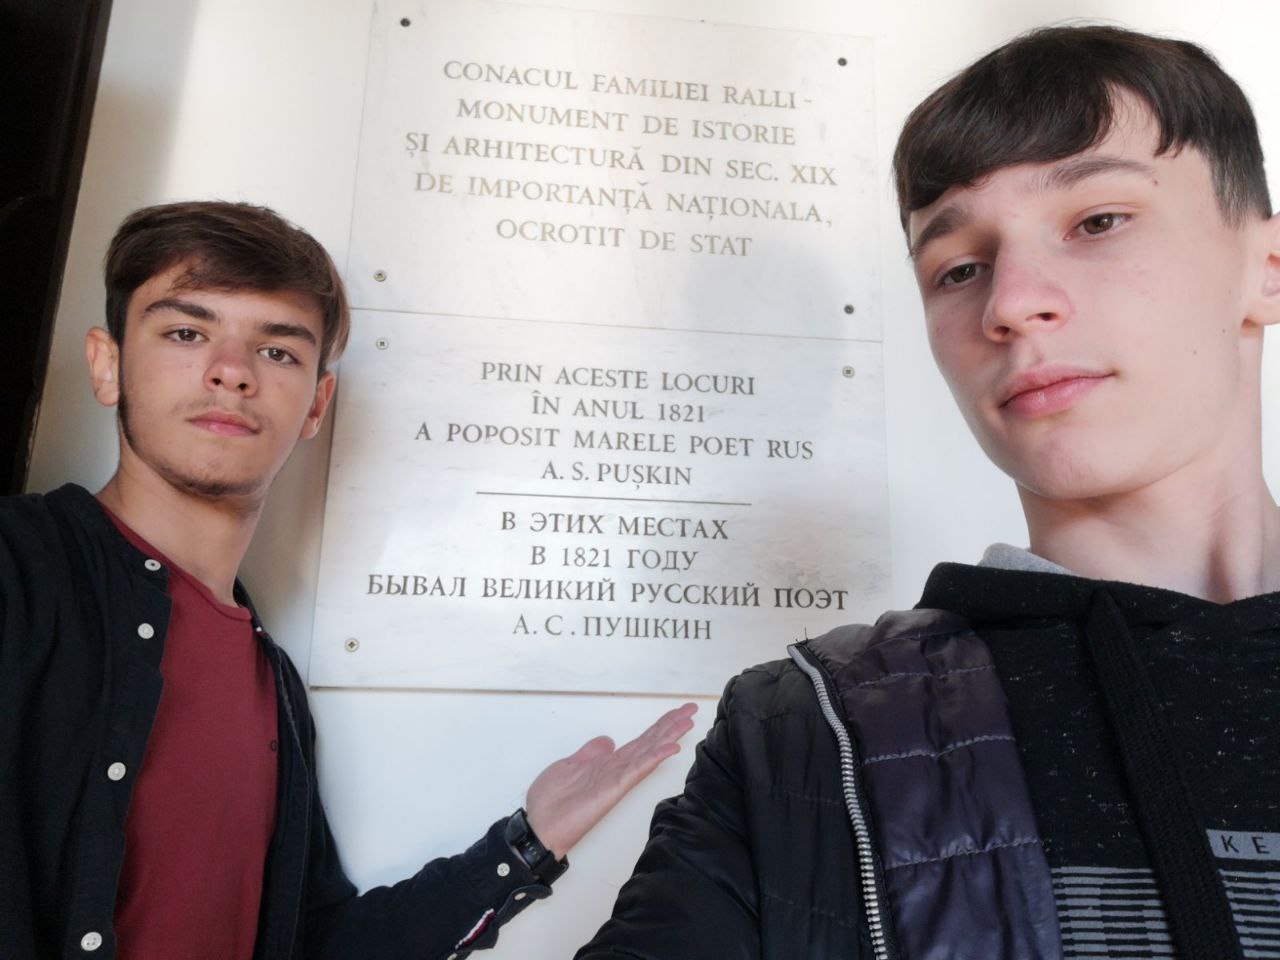 CONACUL FAMILIEI RALLI -
MONUMENT DE ISTORIE
ȘI ARHITECTURĂ DIN SEC. XIX
DE IMPORTANȚĂ NAȚIONALA,
OCROTIT DE STAT
PRIN ACESTE LOCURI
ÎN ANUL 1821
A POPOSIT MARELE POET RUS
A. S. PUȘKIN
В ЭТИХ МЕСТАХ
В 1821 ГОДУ
БЫВАЛ ВЕЛИКИЙ РУССКИЙ ПОЭТ
А. С. ПУШКИН
KE